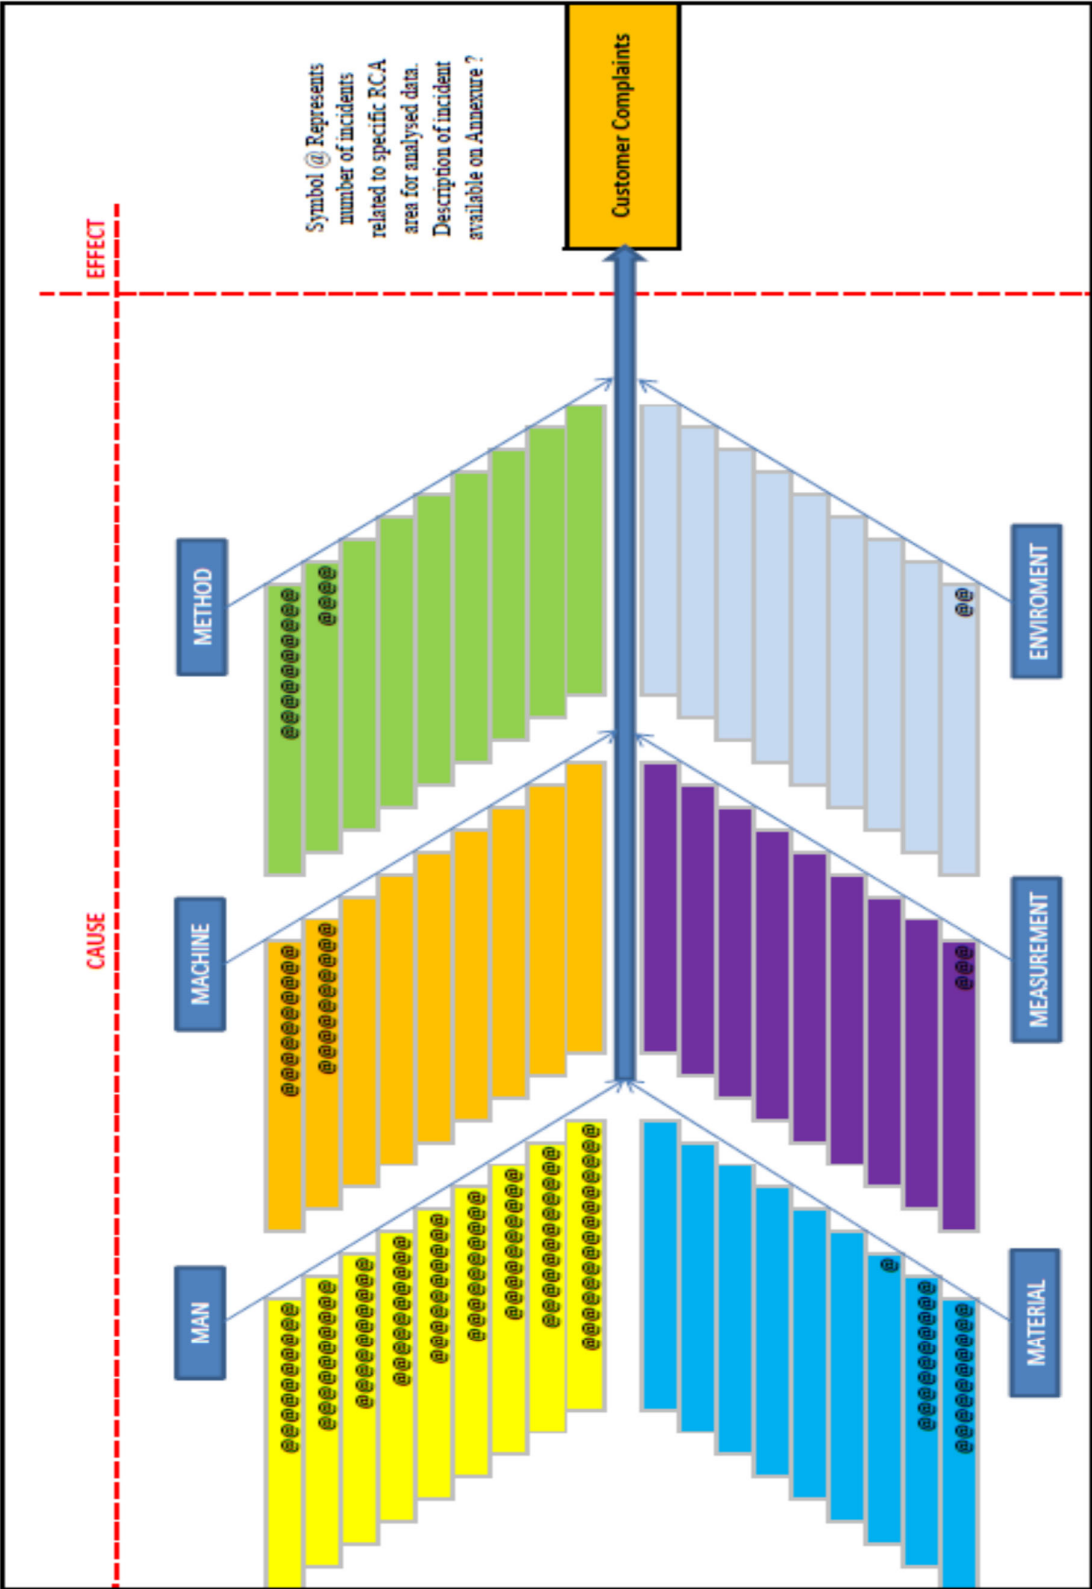 CAUSE
EFFECT
MAN
MACHINE
METHOD
@@@@@@@@@@
@@@@@@@@@@
@@@@@@@@@@
@@@@@@@@@@
@@@@@@@@@@
@@@@
@@@@@@@@@@
@@@@@@@@@@
@@@@@@@@@@
@@@@@@@@@@
@@@@@@@@@@
@@@@@@@@@@@@
@@@@@@@@@@@@@@@
Symbol @ Represents
number of incidents
related to specific RCA
area for analysed data.
Description of incident
available on Annexure ?
Customer Complaints
@
@@@@@@@@@@
@@@@@@@@@@
@@@
@@
MATERIAL
MEASUREMENT
ENVIROMENT